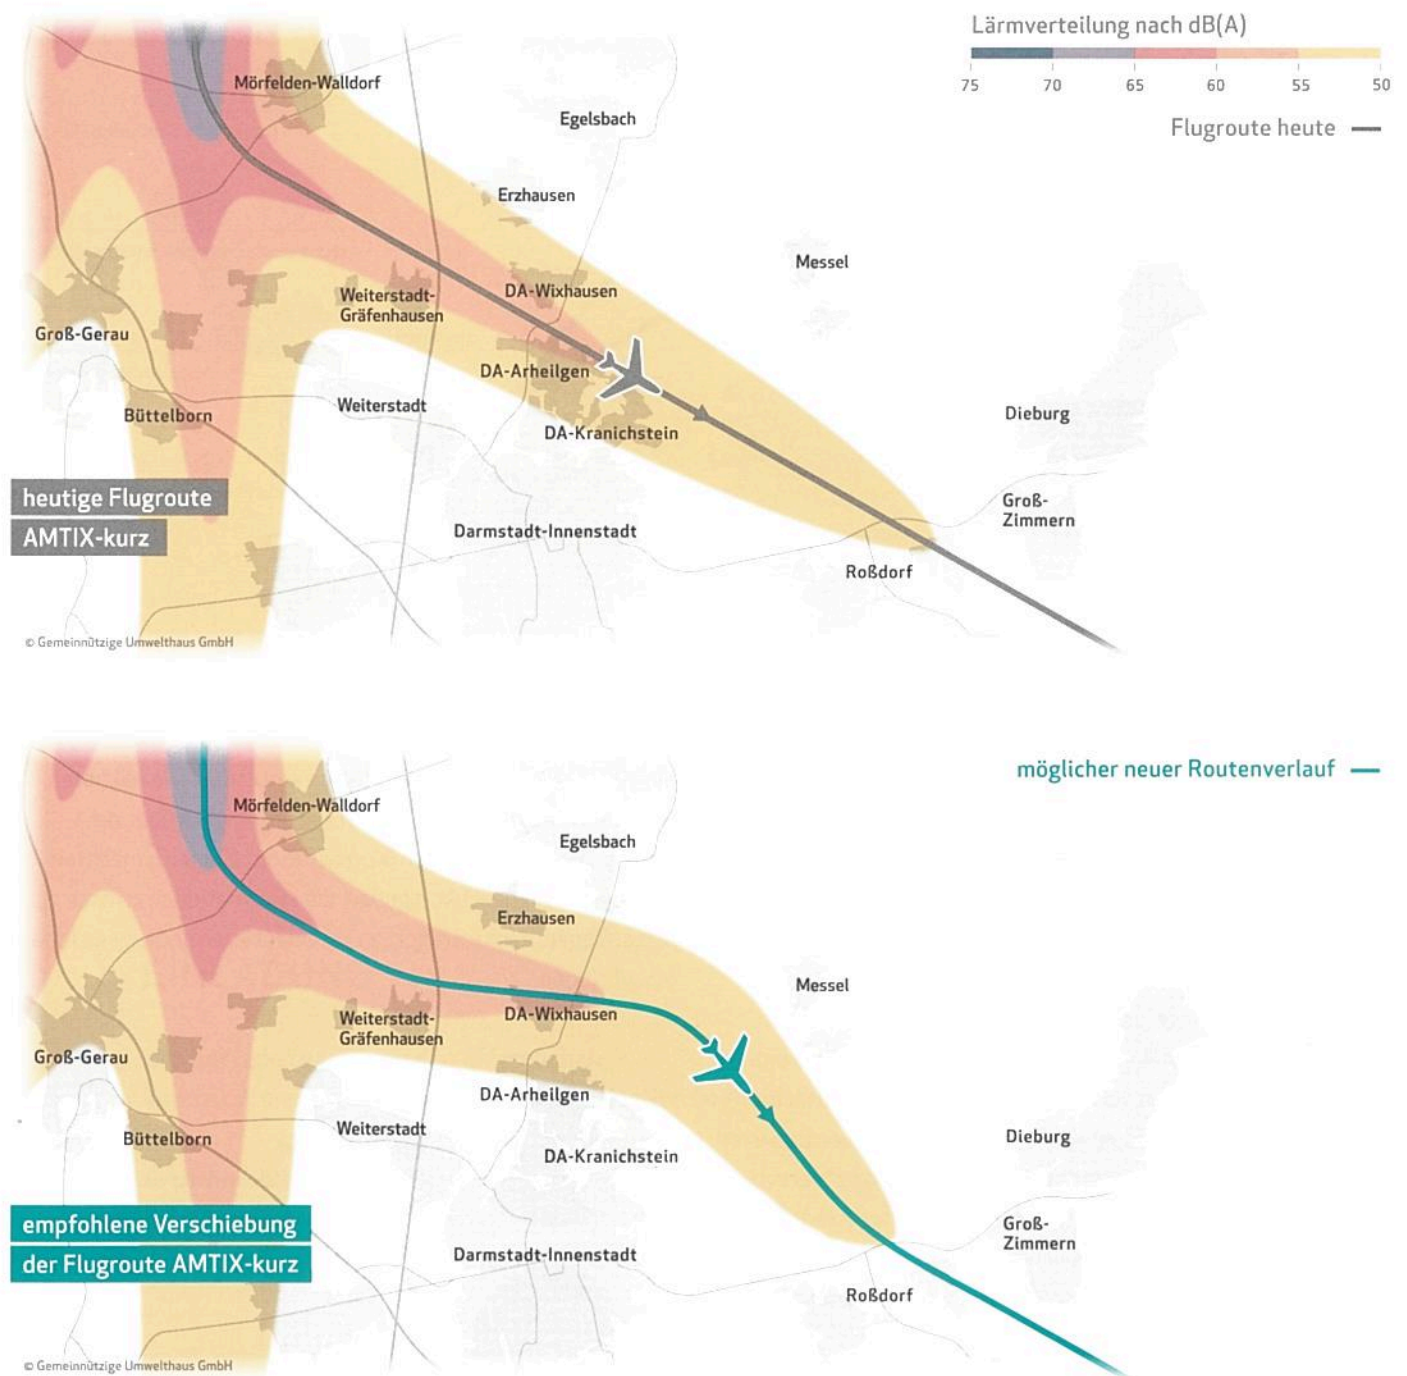 Lärmverteilung nach dB(A)
75 70 65 60 55 50
Flugroute heute
Mörfelden-Walldorf
Egelsbach
Erzhausen
Messel
DA-Wixhausen
Weiterstadt-
Gräfenhausen
Groß-Gerau
DA-Arheilgen
Weiterstadt
Büttelborn
Dieburg
DA-Kranichstein
heutige Flugroute
AMTIX-kurz
Groß-
Zimmern
Darmstadt-Innenstadt
Roßdorf
© Gemeinnützige Umwelthaus GmbH
möglicher neuer Routenverlauf
Mörfelden-Walldorf
Egelsbach
Erzhausen
Messel
DA-Wixhausen
Weiterstadt-
Gräfenhausen
Groß-Gerau
DA-Arheilgen
Weiterstadt
Büttelborn
Dieburg
DA-Kranichstein
empfohlene Verschiebung
der Flugroute AMTIX-kurz
Groß-
Zimmern
Darmstadt-Innenstadt
Roßdorf
© Gemeinnützige Umwelthaus GmbH